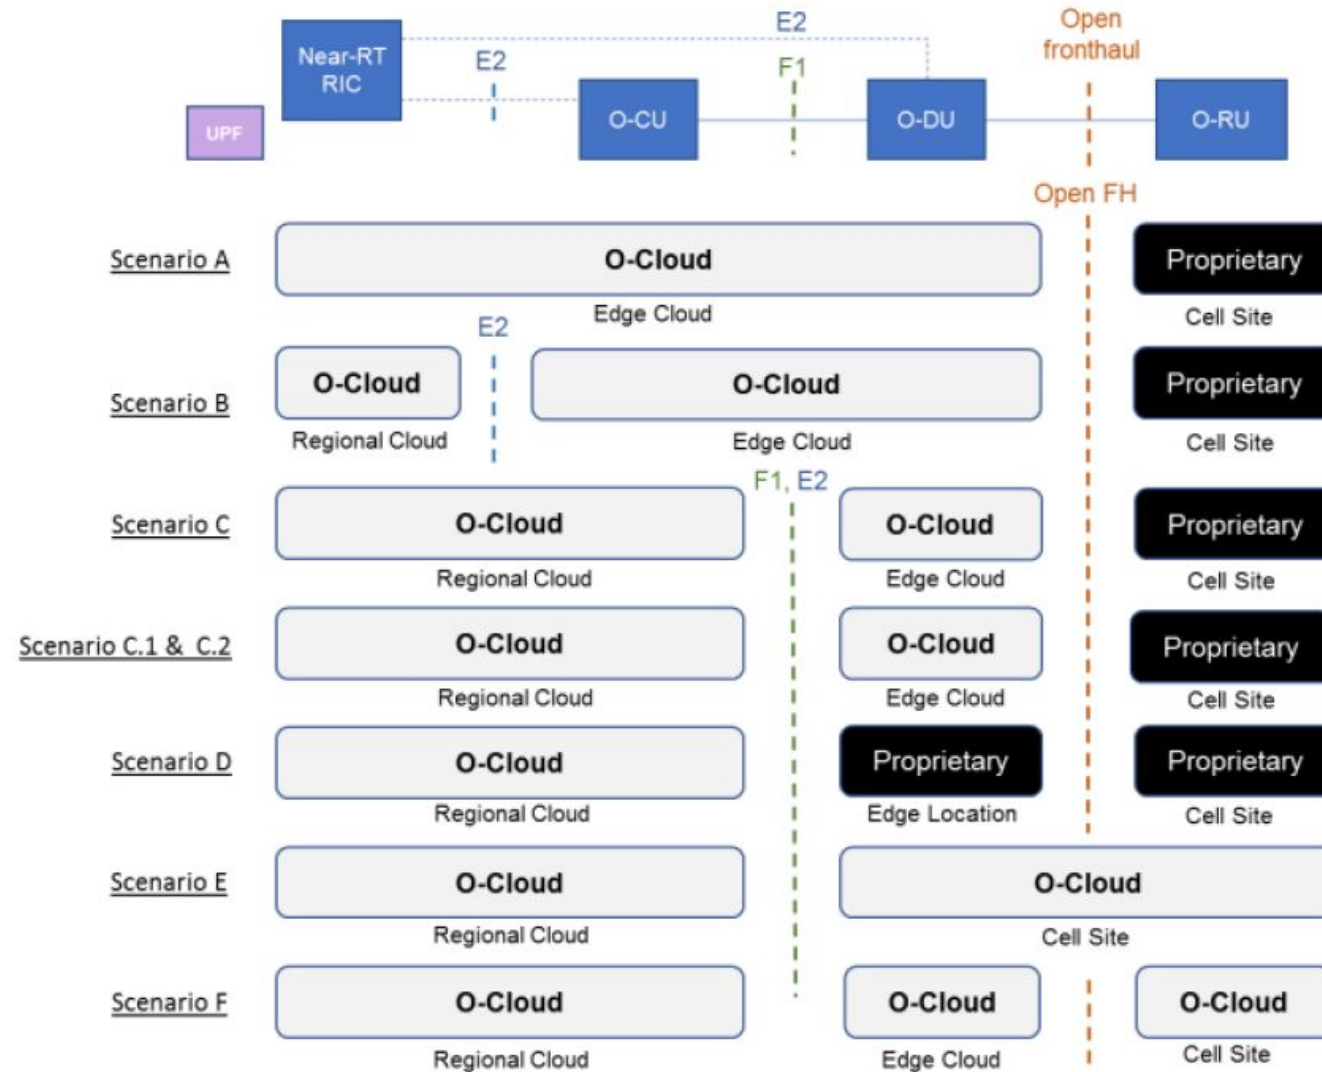 Open
fronthaul
E2
Near-RT
RIC
E2
F1
UPF
O-CU
O-DU
O-RU
Open FH
Scenario A
O-Cloud
Edge Cloud
Proprietary
Cell Site
E2
Scenario B
O-Cloud
Regional Cloud
O-Cloud
Edge Cloud
Proprietary
Cell Site
F1, E2
Scenario C
O-Cloud
Regional Cloud
O-Cloud
Edge Cloud
Proprietary
Cell Site
Scenario C.1 & C.2
O-Cloud
Regional Cloud
O-Cloud
Edge Cloud
Proprietary
Cell Site
Scenario D
O-Cloud
Regional Cloud
Proprietary
Edge Location
Proprietary
Cell Site
Scenario E
O-Cloud
Regional Cloud
O-Cloud
Cell Site
Scenario F
O-Cloud
Regional Cloud
O-Cloud
Edge Cloud
O-Cloud
Cell Site